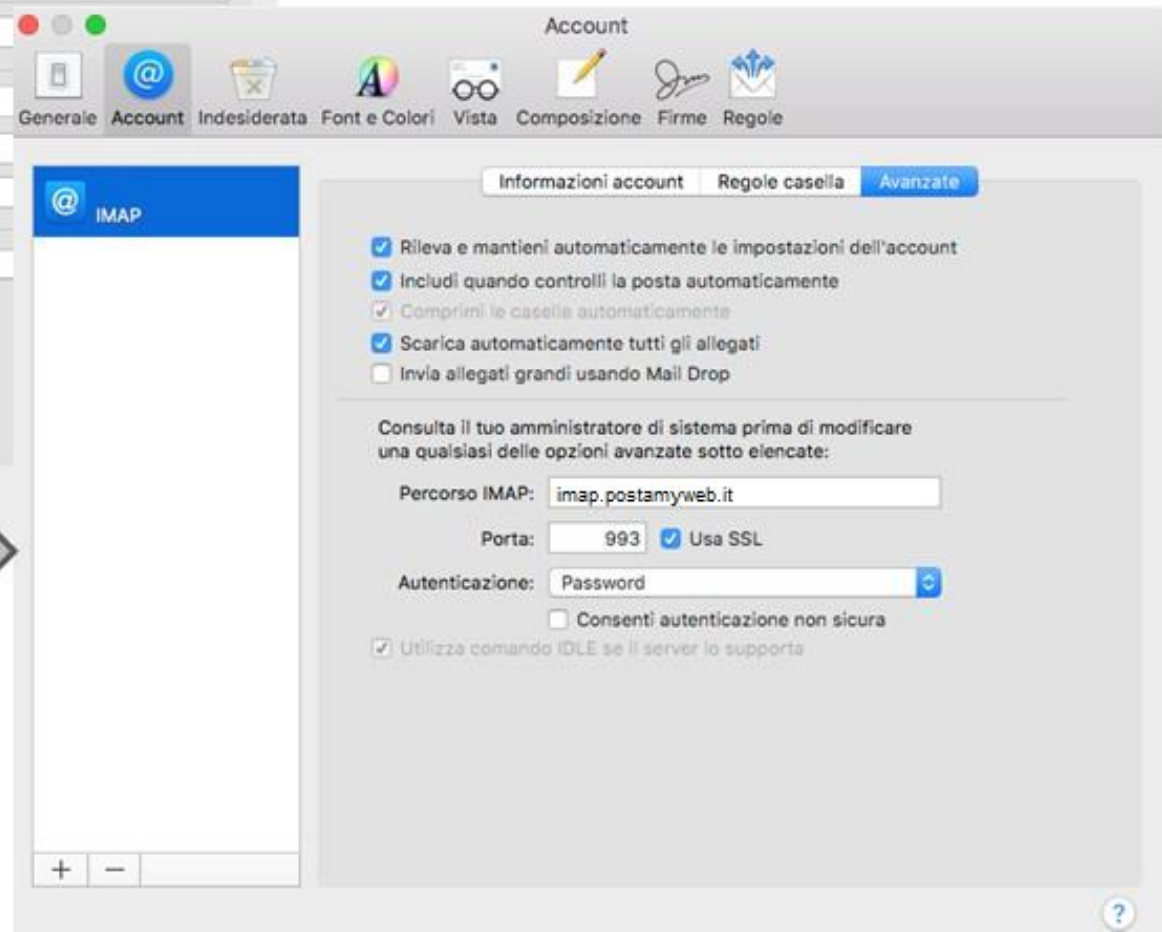 Account
Generale Account Indesiderata Font e Colori Vista Composizione Firme Regole
@ IMAP
Informazioni account Regole casella Avanzate
Rileva e mantieni automaticamente le impostazioni dell'account
Includi quando controlli la posta automaticamente
Comprimi le caselle automaticamente
Scarica automaticamente tutti gli allegati
Invia allegati grandi usando Mail Drop
Consulta il tuo amministratore di sistema prima di modificare
una qualsiasi delle opzioni avanzate sotto elencate:
Percorso IMAP: imap.postamyweb.it
Porta: 993 Usa SSL
Autenticazione: Password
Consenti autenticazione non sicura
Utilizza comando IDLE se il server lo supporta
+ −
?